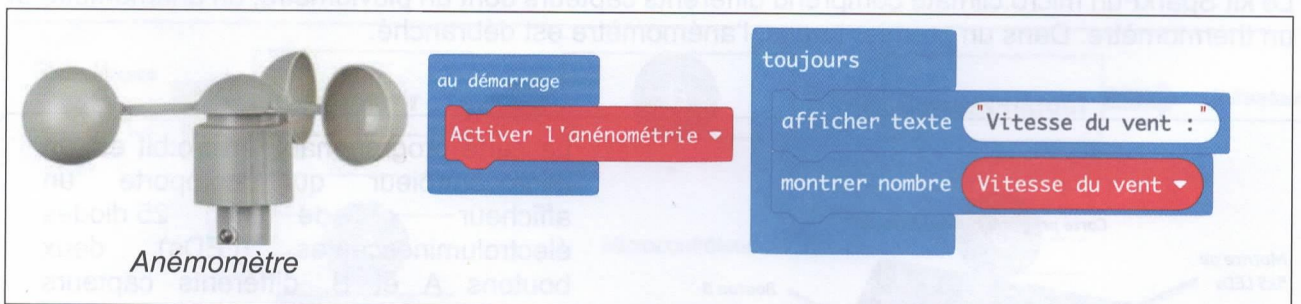 au démarrage
Activer l'anénométrie
toujours
afficher texte "Vitesse du vent :"
montrer nombre Vitesse du vent
Anémomètre